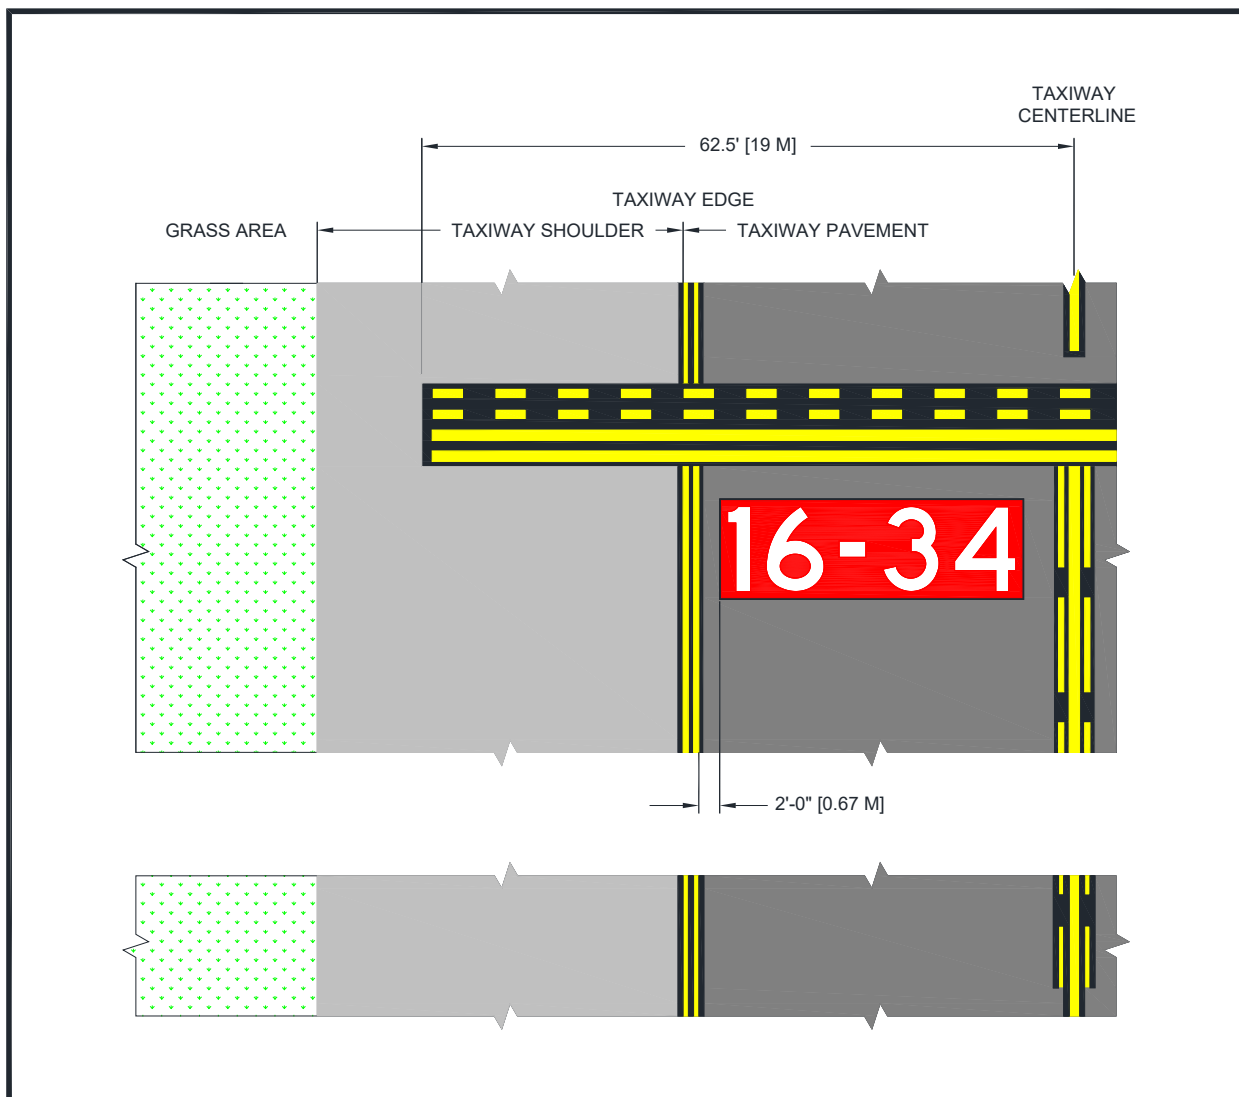 TAXIWAY
CENTERLINE
62.5' [19 M]
TAXIWAY EDGE
GRASS AREA
TAXIWAY SHOULDER
TAXIWAY PAVEMENT
16-34
2'-0" [0.67 M]